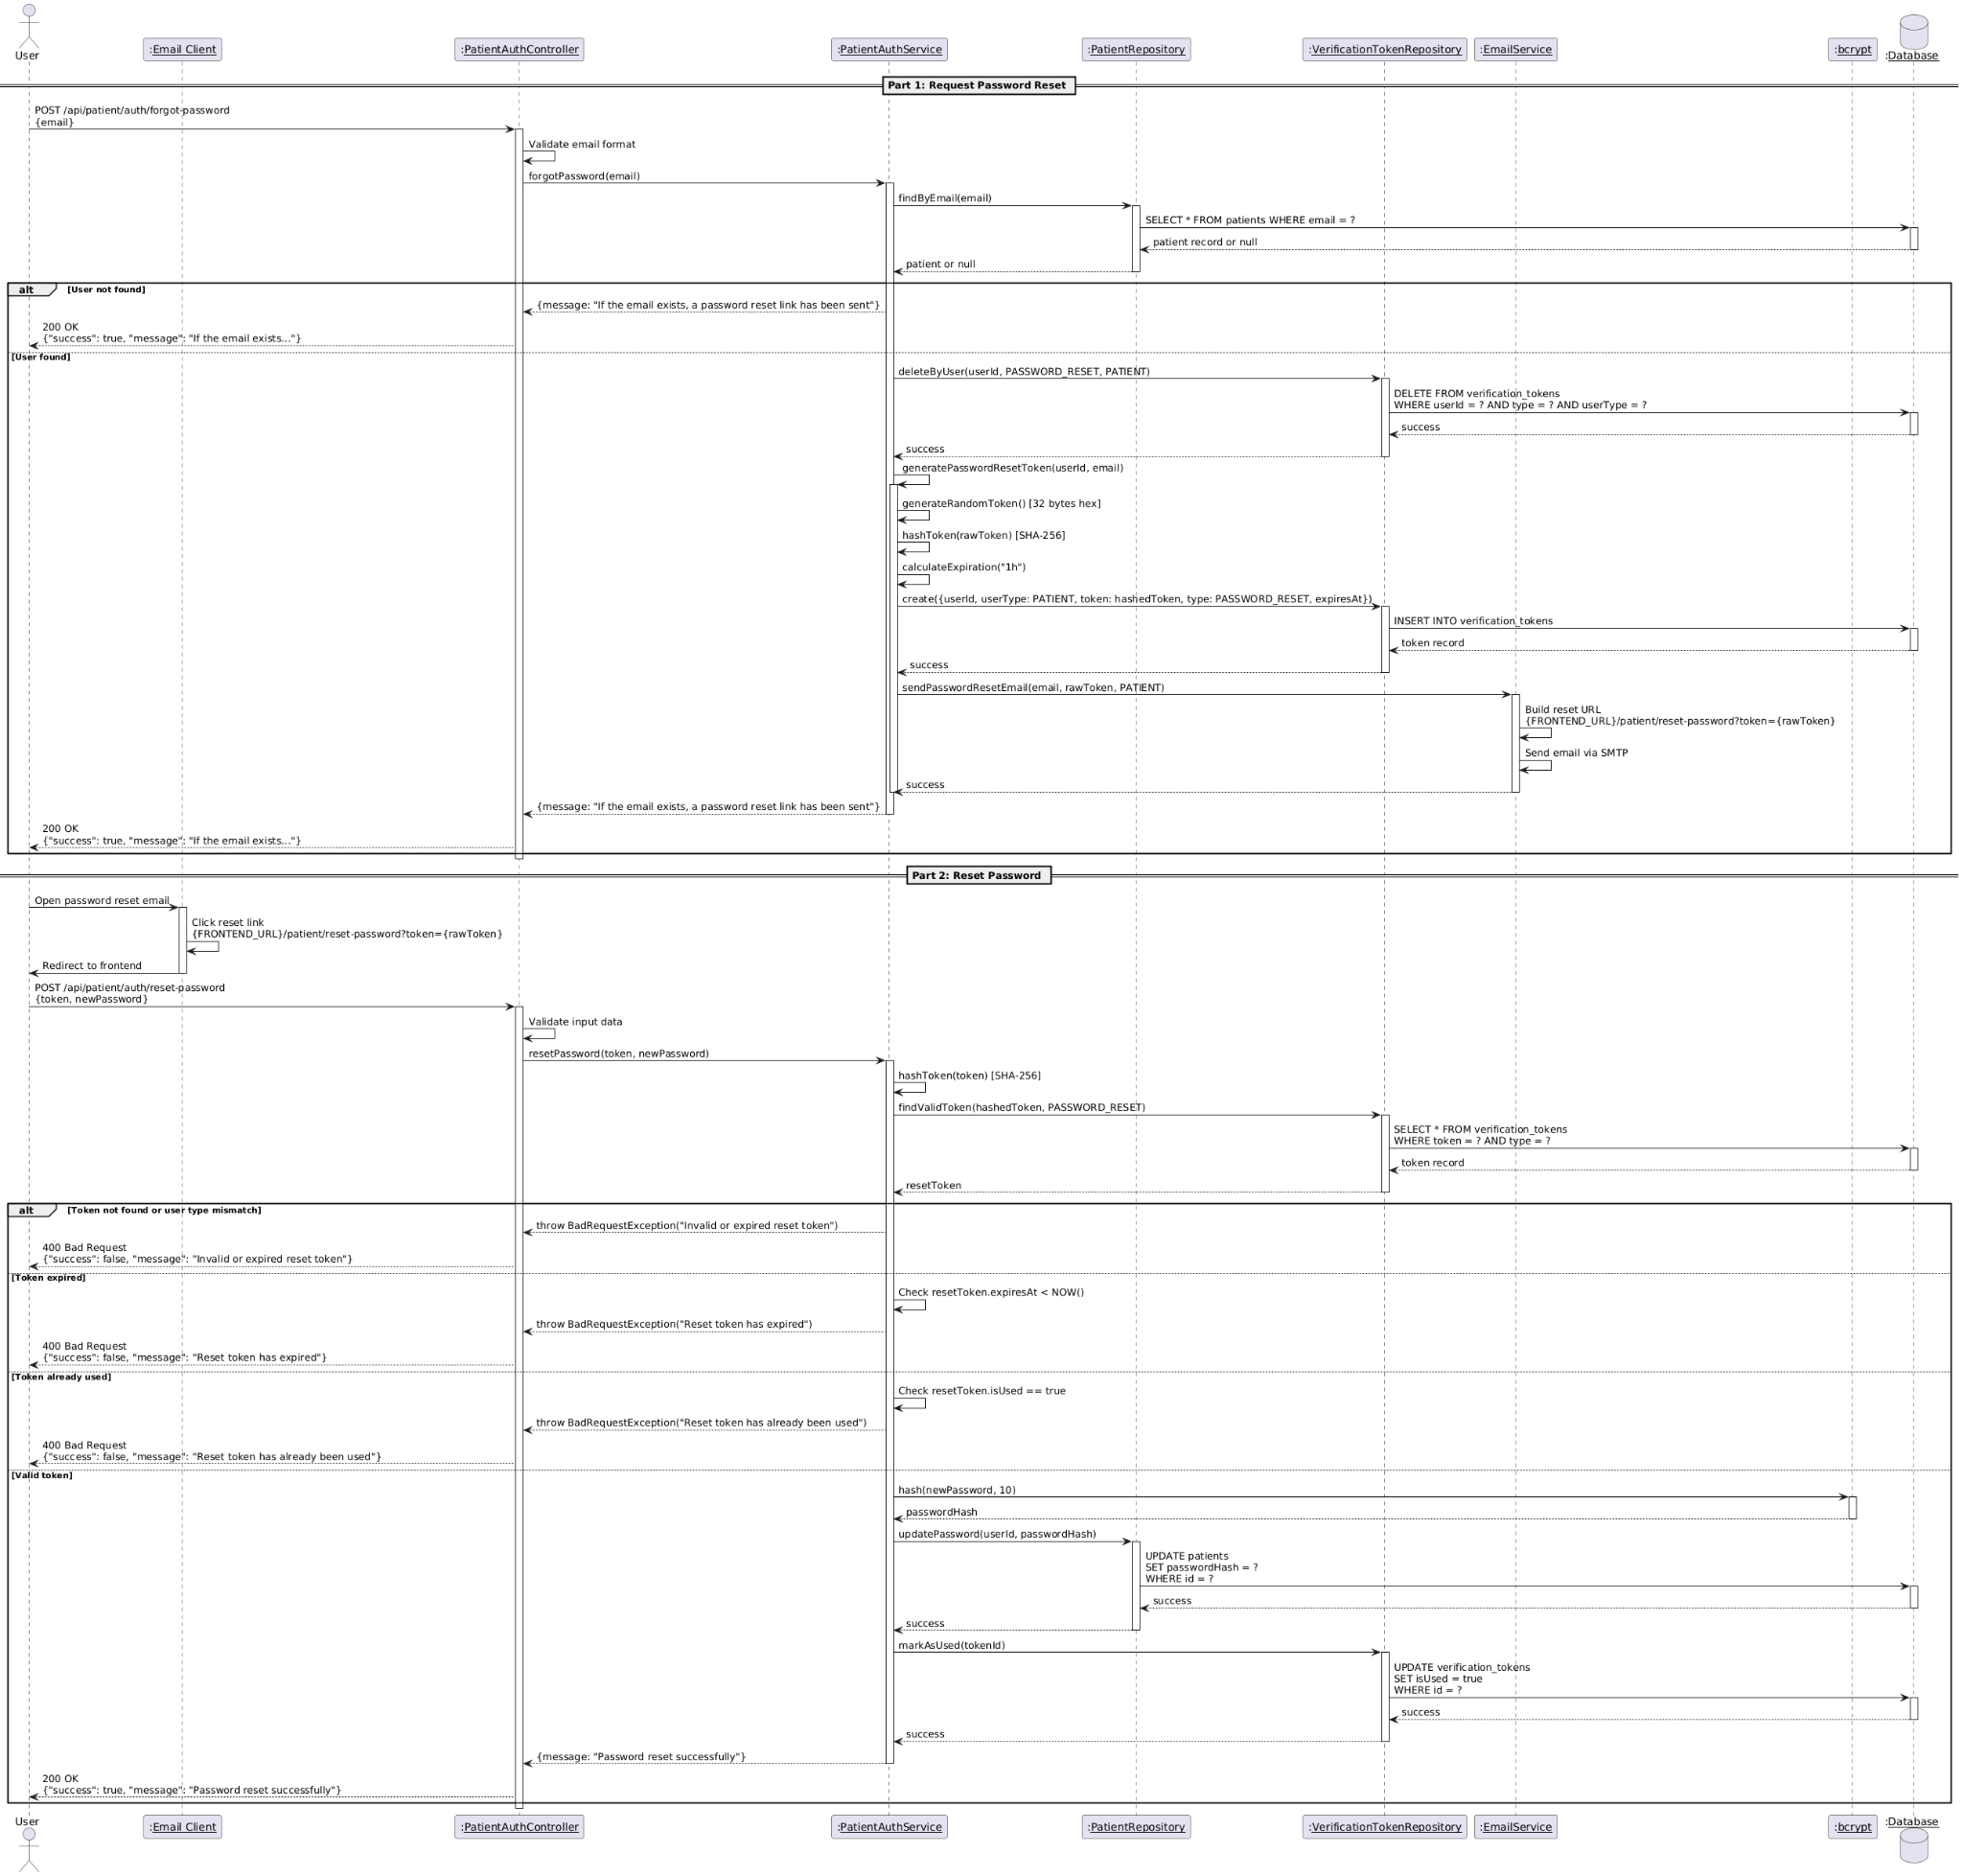 User
:Email Client
:PatientAuthController
:PatientAuthService
:PatientRepository
:VerificationTokenRepository
:EmailService
:bcrypt
:Database
Part 1: Request Password Reset
POST /api/patient/auth/forgot-password
{email}
Validate email format
forgotPassword(email)
findByEmail(email)
SELECT * FROM patients WHERE email = ?
patient record or null
patient or null
alt
[User not found]
{message: "If the email exists, a password reset link has been sent"}
200 OK
{"success": true, "message": "If the email exists..."}
[User found]
deleteByUser(userId, PASSWORD_RESET, PATIENT)
DELETE FROM verification_tokens
WHERE userId = ? AND type = ? AND userType = ?
success
success
generatePasswordResetToken(userId, email)
generateRandomToken() [32 bytes hex]
hashToken(rawToken) [SHA-256]
calculateExpiration("1h")
create({userId, userType: PATIENT, token: hashedToken, type: PASSWORD_RESET, expiresAt})
INSERT INTO verification_tokens
token record
success
sendPasswordResetEmail(email, rawToken, PATIENT)
Build reset URL
{FRONTEND_URL}/patient/reset-password?token={rawToken}
Send email via SMTP
success
{message: "If the email exists, a password reset link has been sent"}
200 OK
{"success": true, "message": "If the email exists..."}
Part 2: Reset Password
Open password reset email
Click reset link
{FRONTEND_URL}/patient/reset-password?token={rawToken}
Redirect to frontend
POST /api/patient/auth/reset-password
{token, newPassword}
Validate input data
resetPassword(token, newPassword)
hashToken(token) [SHA-256]
findValidToken(hashedToken, PASSWORD_RESET)
SELECT * FROM verification_tokens
WHERE token = ? AND type = ?
token record
resetToken
alt
[Token not found or user type mismatch]
throw BadRequestException("Invalid or expired reset token")
400 Bad Request
{"success": false, "message": "Invalid or expired reset token"}
[Token expired]
Check resetToken.expiresAt < NOW()
throw BadRequestException("Reset token has expired")
400 Bad Request
{"success": false, "message": "Reset token has expired"}
[Token already used]
Check resetToken.isUsed == true
throw BadRequestException("Reset token has already been used")
400 Bad Request
{"success": false, "message": "Reset token has already been used"}
[Valid token]
hash(newPassword, 10)
passwordHash
updatePassword(userId, passwordHash)
UPDATE patients
SET passwordHash = ?
WHERE id = ?
success
success
markAsUsed(tokenId)
UPDATE verification_tokens
SET isUsed = true
WHERE id = ?
success
success
{message: "Password reset successfully"}
200 OK
{"success": true, "message": "Password reset successfully"}
User
:Email Client
:PatientAuthController
:PatientAuthService
:PatientRepository
:VerificationTokenRepository
:EmailService
:bcrypt
:Database